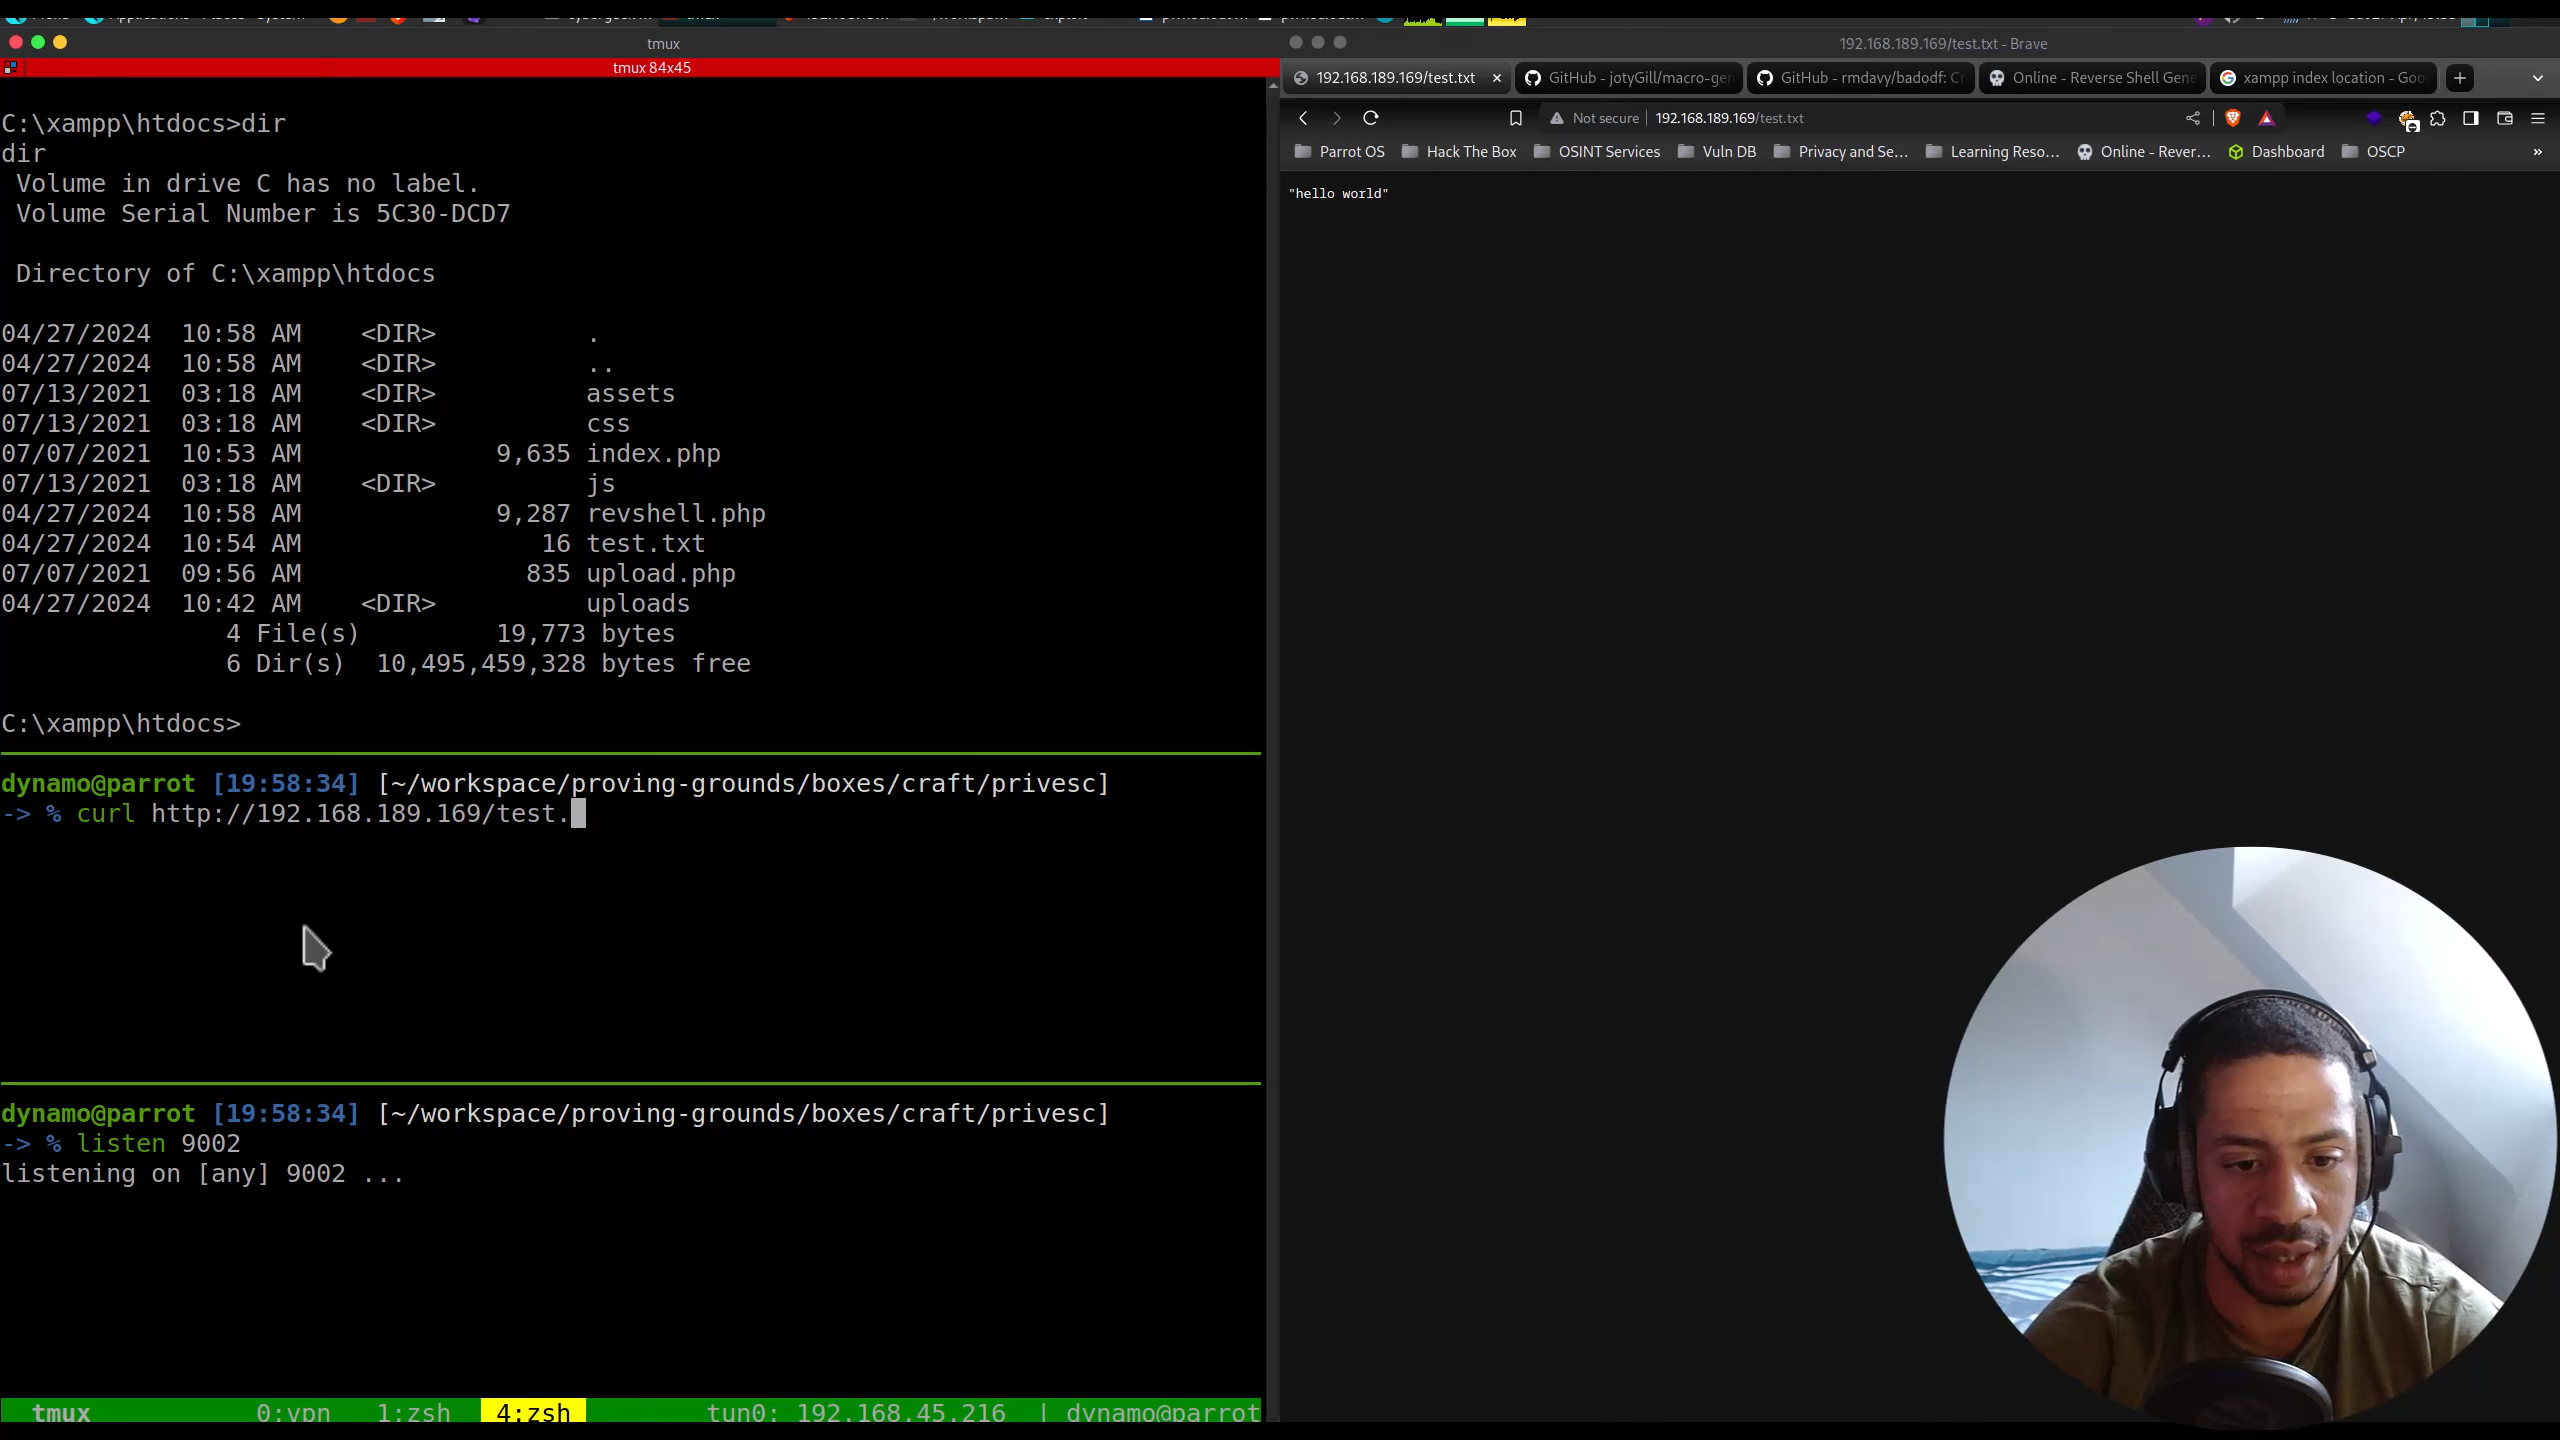 tmux
tmux 84x45
C:\xampp\htdocs>dir
dir
Volume in drive C has no label.
Volume Serial Number is 5C30-DCD7
Directory of C:\xampp\htdocs
04/27/2024 10:58 AM <DIR> .
04/27/2024 10:58 AM <DIR> ..
07/13/2021 03:18 AM <DIR> assets
07/13/2021 03:18 AM <DIR> css
07/07/2021 10:53 AM 9,635 index.php
07/13/2021 03:18 AM <DIR> js
04/27/2024 10:58 AM 9,287 revshell.php
04/27/2024 10:54 AM 16 test.txt
07/07/2021 09:56 AM 835 upload.php
04/27/2024 10:42 AM <DIR> uploads
4 File(s) 19,773 bytes
6 Dir(s) 10,495,459,328 bytes free
C:\xampp\htdocs>
dynamo@parrot [19:58:34] [~/workspace/proving-grounds/boxes/craft/privesc]
-> % curl http://192.168.189.169/test.
dynamo@parrot [19:58:34] [~/workspace/proving-grounds/boxes/craft/privesc]
-> % listen 9002
listening on [any] 9002 ...
tmux 0:vpn 1:zsh 4:zsh tun0: 192.168.45.216 | dynamo@parrot
192.168.189.169/test.txt - Brave
192.168.189.169/test.txt × GitHub - jotyGill/macro-gen GitHub - rmdavy/badodf: Cr Online - Reverse Shell Gene xampp index location - Goo
Not secure 192.168.189.169/test.txt
Parrot OS Hack The Box OSINT Services Vuln DB Privacy and Se... Learning Reso... Online - Rever... Dashboard OSCP »
"hello world"